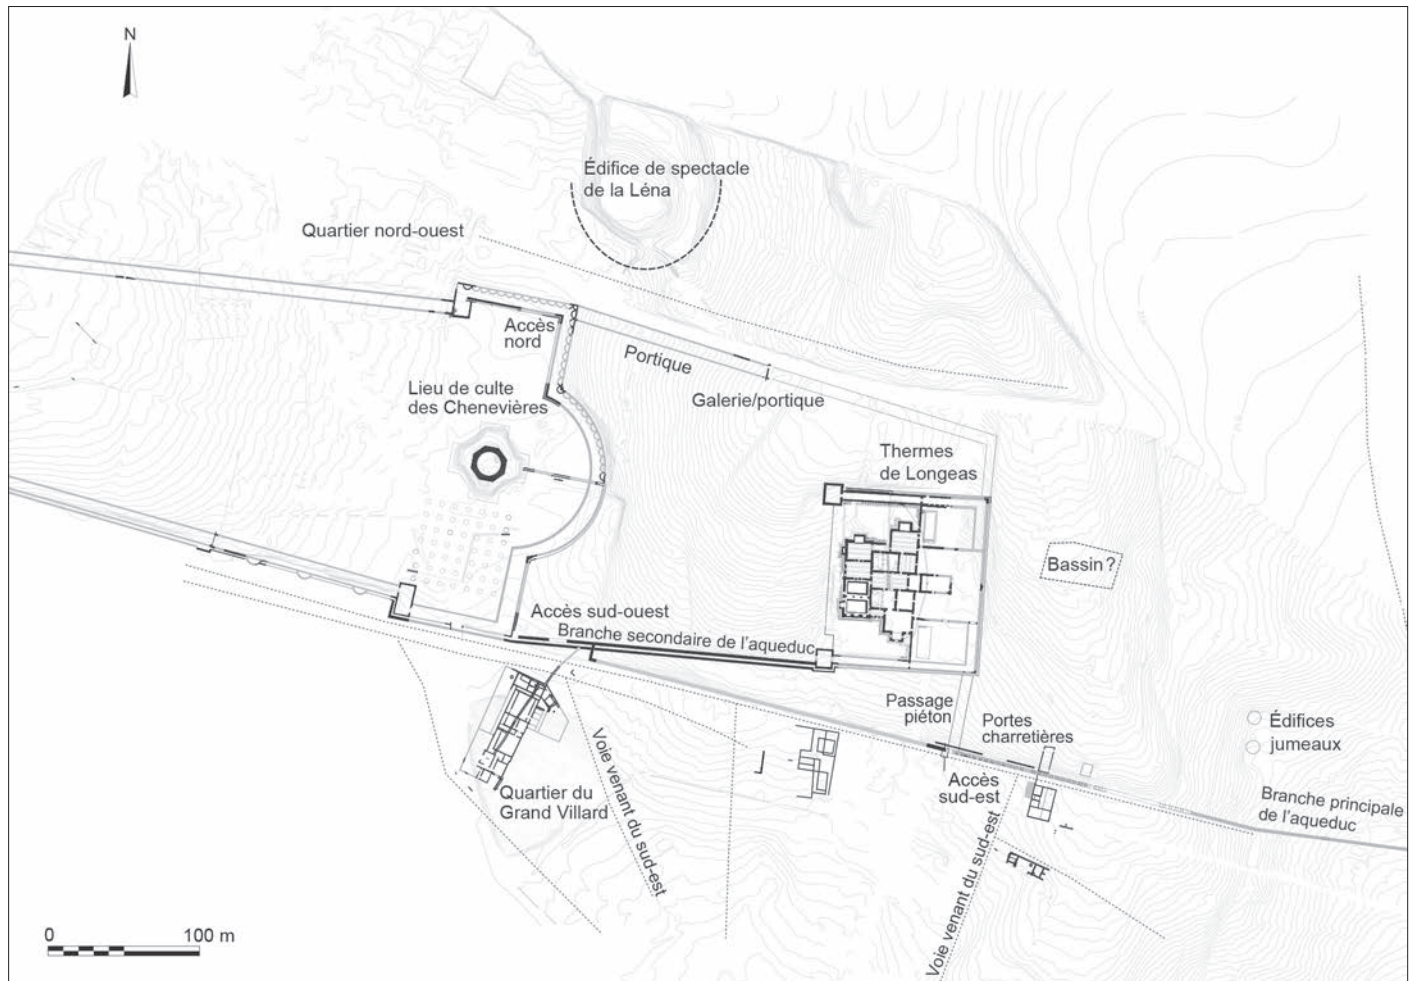 N
Édifice de spectacle
de la Léna
Quartier nord-ouest
Accès
nord
Portique
Lieu de culte
des Chenevières
Galerie/portique
Thermes
de Longeas
Bassin ?
Accès sud-ouest
Branche secondaire de l'aqueduc
Passage
piéton
Portes
charretières
Édifices
jumeaux
Quartier du
Grand Villard
Voie venant du sud-est
Accès
sud-est
Voie venant du sud-est
Branche principale
de l'aqueduc
0 100 m